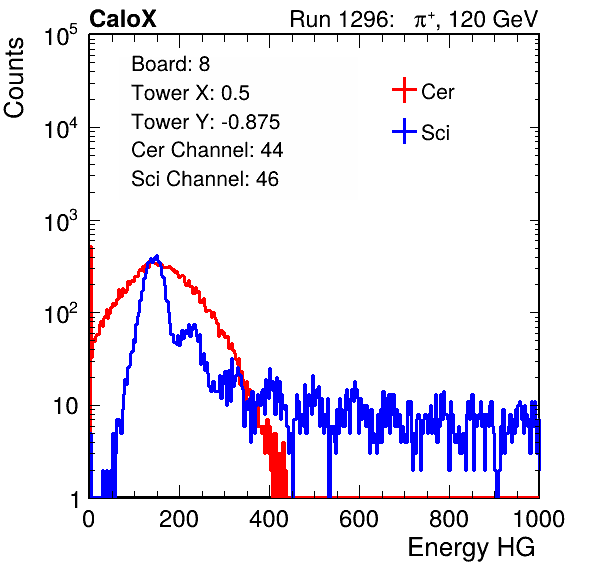 CaloX Run 1296: π⁺, 120 GeV
Counts
10⁵
10⁴
10³
10²
10
1
Board: 8
Tower X: 0.5
Tower Y: -0.875
Cer Channel: 44
Sci Channel: 46
Cer
Sci
0 200 400 600 800 1000
Energy HG